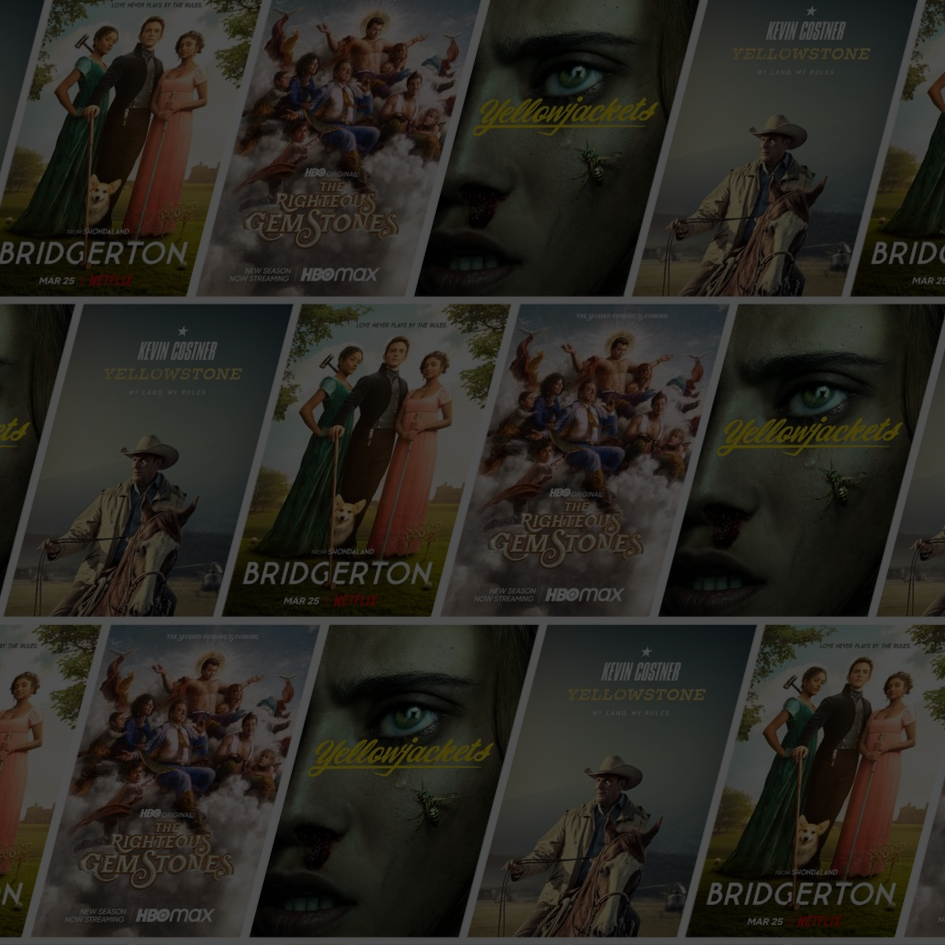 LOVE NEVER PLAYS BY THE RULES.
FROM SHONDALAND
BRIDGERTON
MAR 25 NETFLIX
HBO ORIGINAL
THE
RIGHTEOUS
GEMSTONES
NEW SEASON
NOW STREAMING
HBOMAX
Yellowjackets
KEVIN COSTNER
YELLOWSTONE
MY LAND. MY RULES
BRIDG
MAR 25
ets
KEVIN COSTNER
YELLOWSTONE
MY LAND. MY RULES
LOVE NEVER PLAYS BY THE RULES.
FROM SHONDALAND
BRIDGERTON
MAR 25 NETFLIX
THE SECOND COMING IS COMING
HBO ORIGINAL
THE
RIGHTEOUS
GEMSTONES
NEW SEASON
NOW STREAMING
HBOMAX
Yellowjackets
BY THE RULES.
N
THE SECOND COMING IS COMING
HBO ORIGINAL
THE
RIGHTEOUS
GEMSTONES
NEW SEASON
NOW STREAMING
HBOMAX
Yellowjackets
KEVIN COSTNER
YELLOWSTONE
MY LAND. MY RULES
LOVE NEVER PLAYS BY THE RULES.
FROM SHONDALAND
BRIDGERTON
MAR 25 NETFLIX